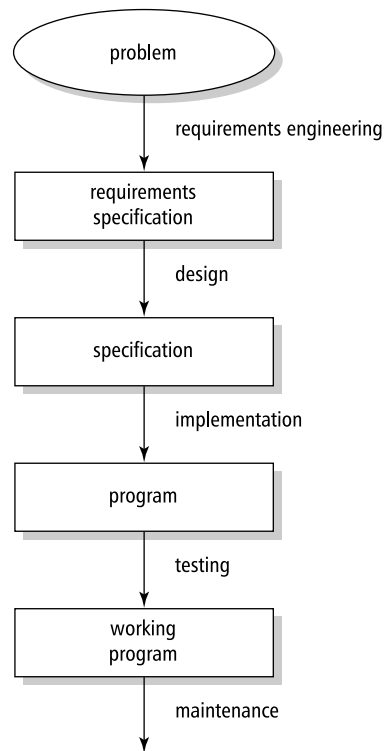 problem
requirements engineering
requirements
specification
design
specification
implementation
program
testing
working
program
maintenance